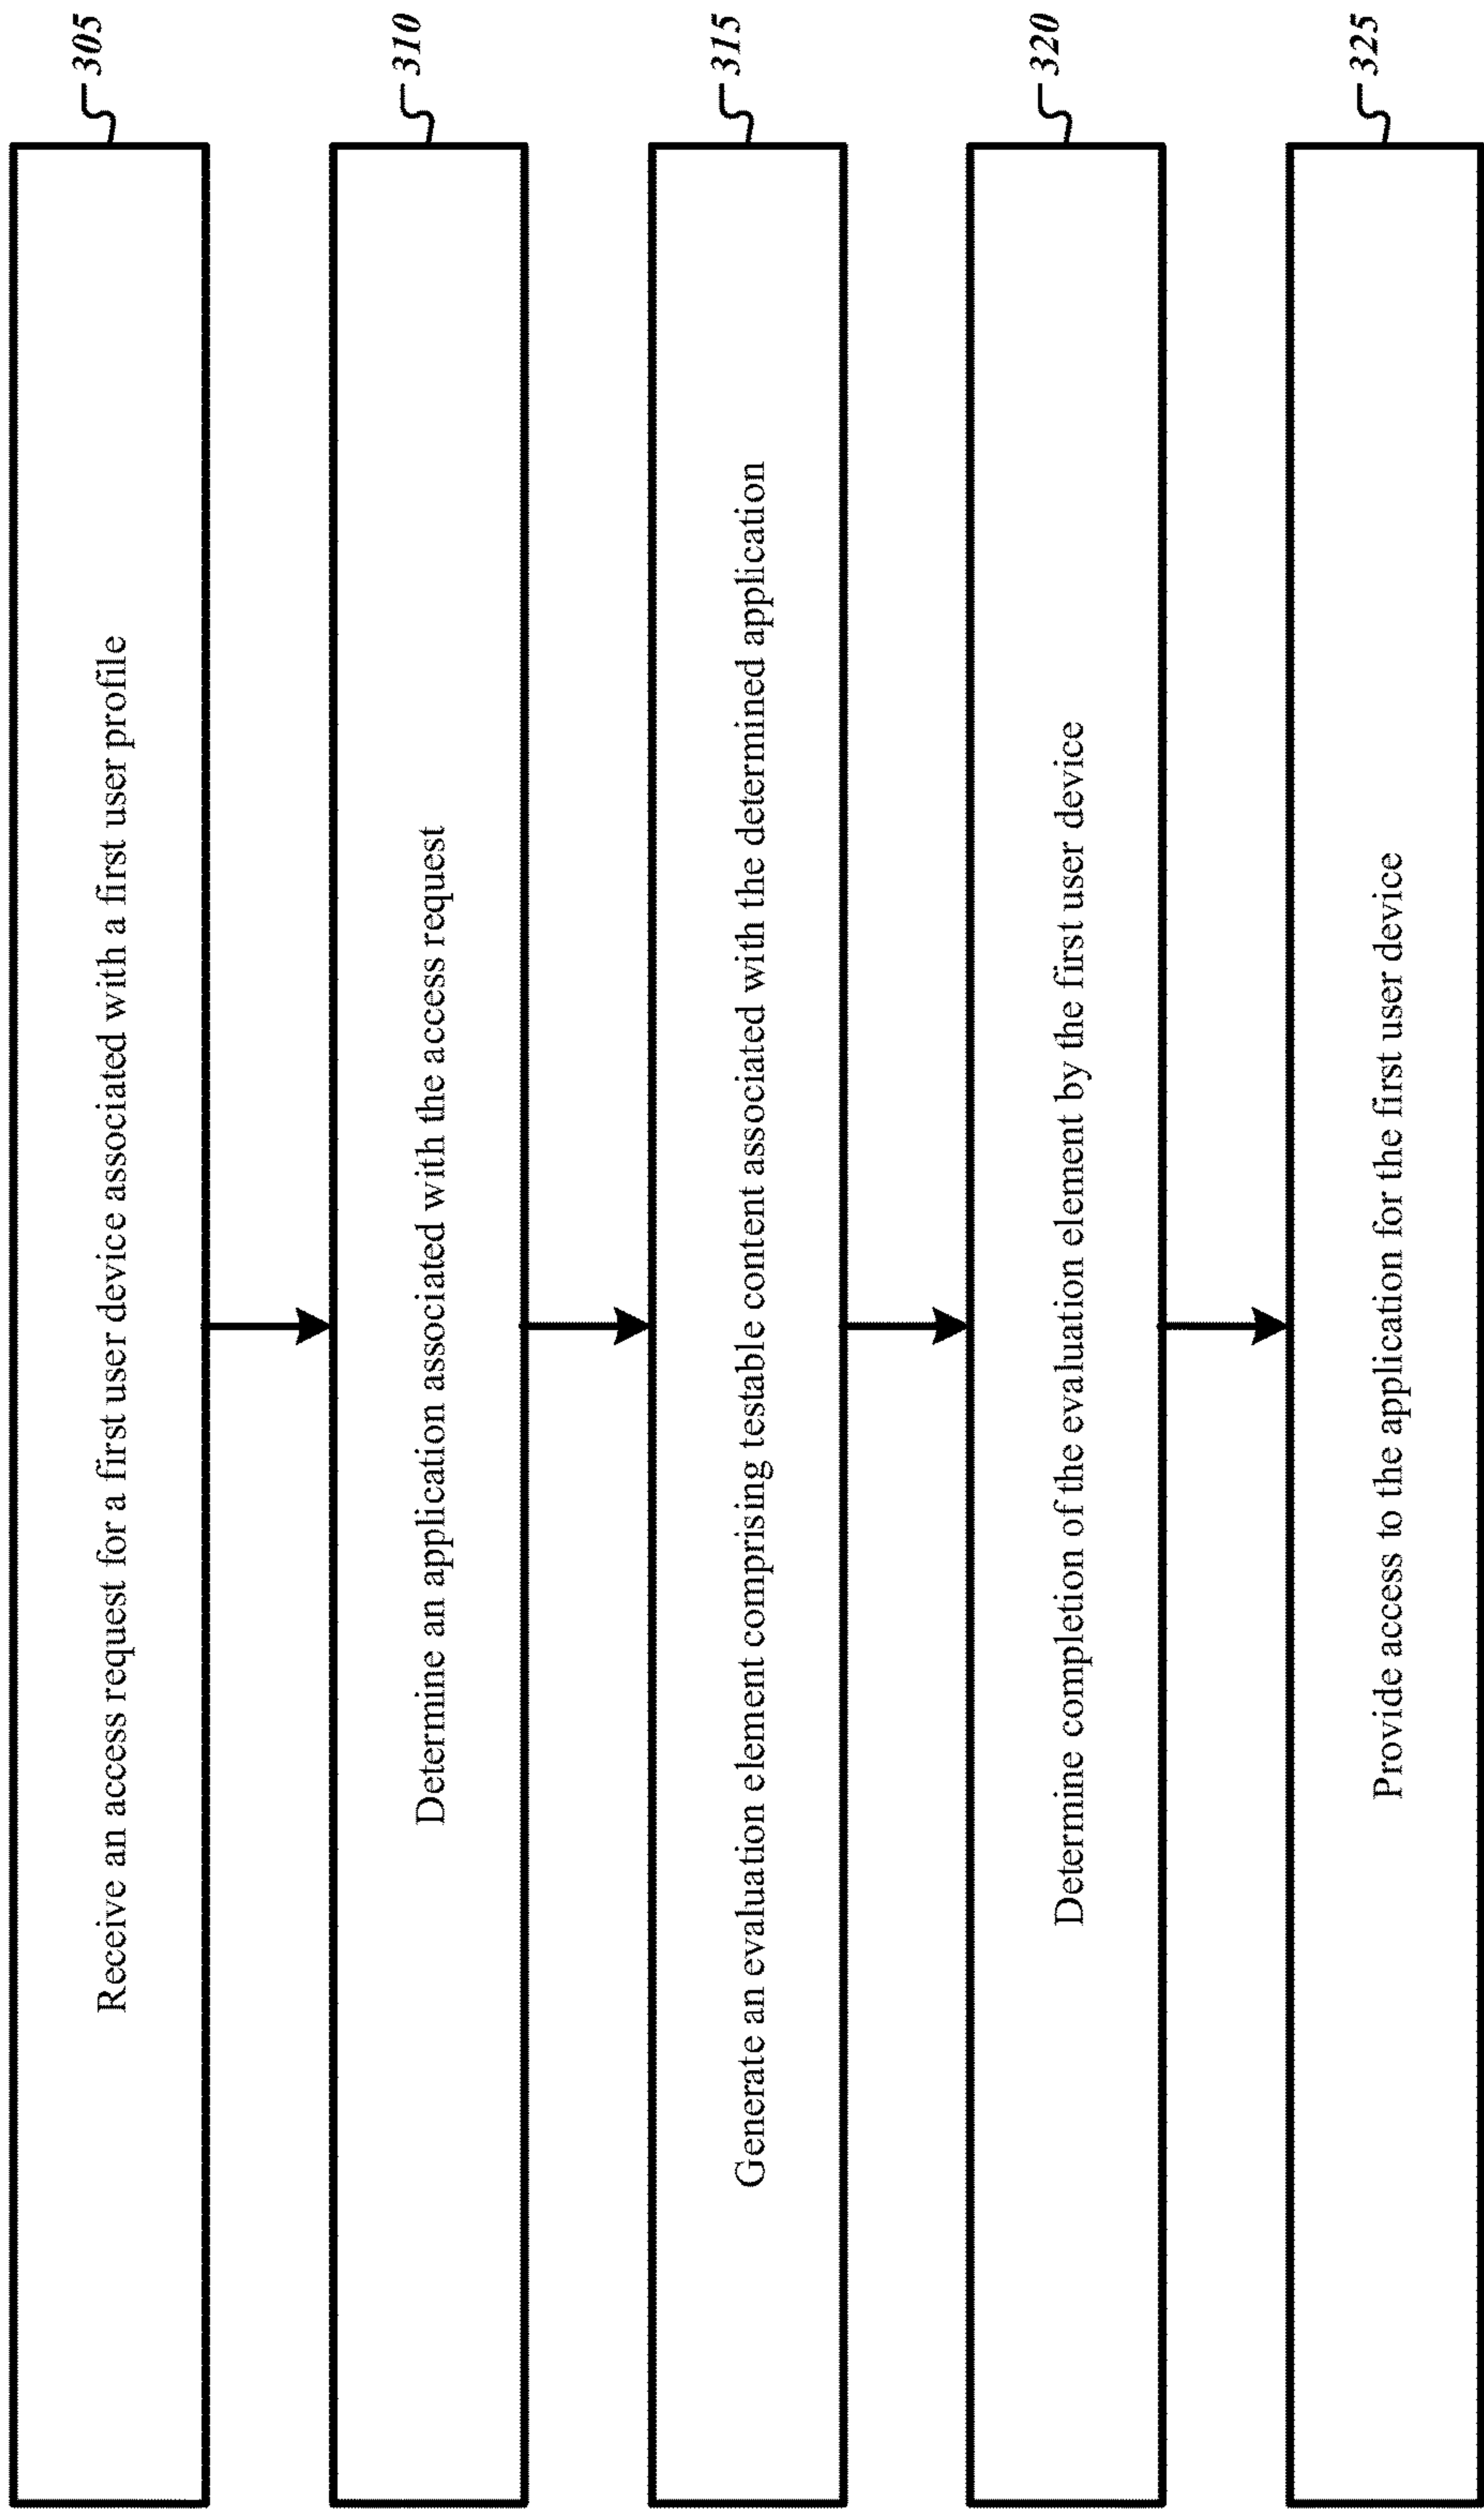 Receive an access request for a first user device associated with a first user profile
305
Determine an application associated with the access request
310
Generate an evaluation element comprising testable content associated with the determined application
315
Determine completion of the evaluation element by the first user device
320
Provide access to the application for the first user device
325